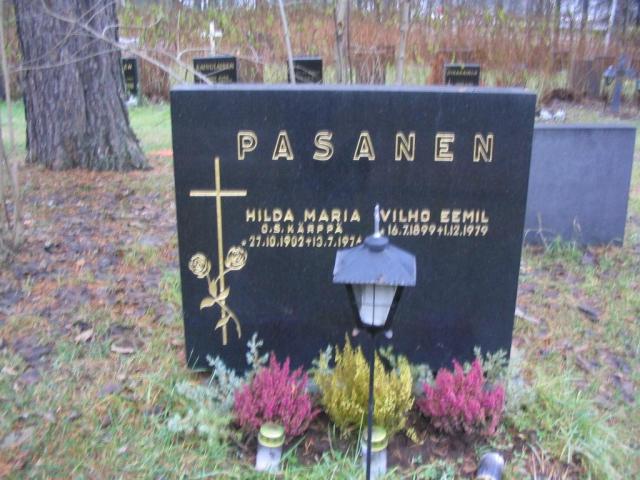 PASANEN
HILDA MARIA
O.S. KÄRPPÄ
*27.10.1902+13.7.1974
VILHO EEMIL
*16.7.1899+1.12.1979